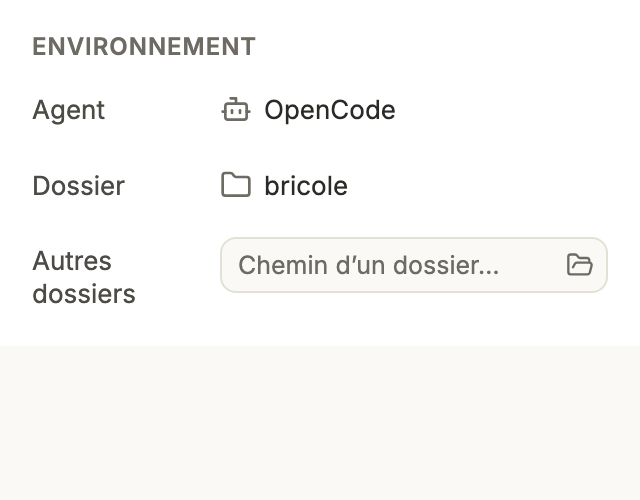 ENVIRONNEMENT
Agent OpenCode
Dossier bricole
Autres dossiers Chemin d’un dossier...